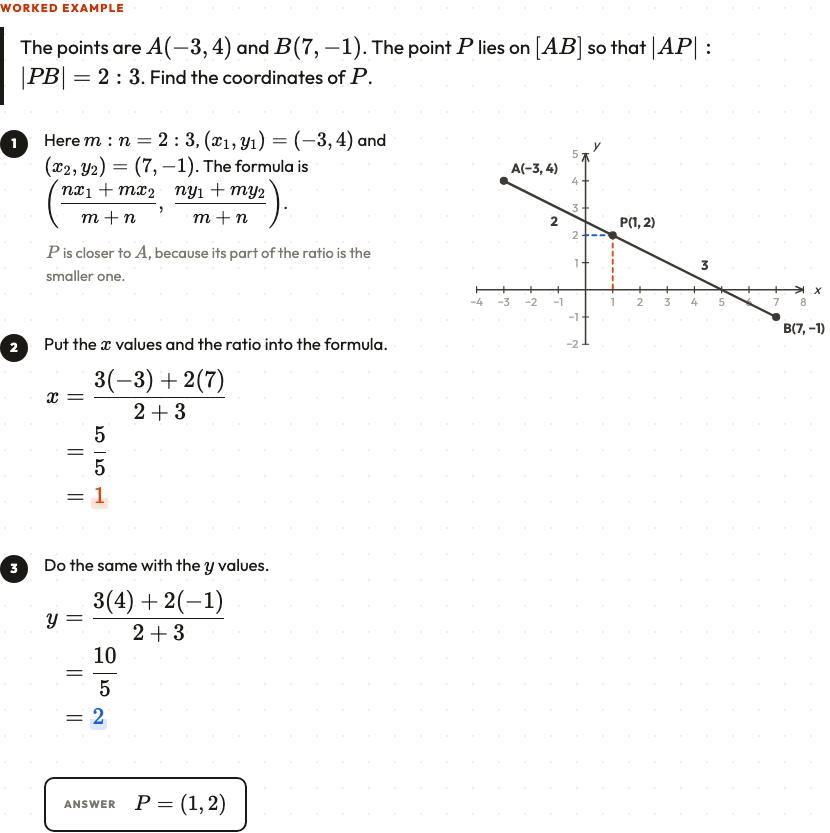 WORKED EXAMPLE
The points are A(−3, 4) and B(7, −1). The point P lies on [AB] so that |AP| :
|PB| = 2 : 3. Find the coordinates of P.
1 Here m : n = 2 : 3, (x₁, y₁) = (−3, 4) and
(x₂, y₂) = (7, −1). The formula is
((nx₁ + mx₂)/(m + n), (ny₁ + my₂)/(m + n)).
P is closer to A, because its part of the ratio is the
smaller one.
y
5
A(−3, 4)
4
3
2
P(1, 2)
2
3
1
x
−4 −3 −2 −1 1 2 3 4 5 6 7 8
−1
B(7, −1)
−2
2 Put the x values and the ratio into the formula.
x = (3(−3) + 2(7))/(2 + 3)
= 5/5
= 1
3 Do the same with the y values.
y = (3(4) + 2(−1))/(2 + 3)
= 10/5
= 2
ANSWER P = (1, 2)